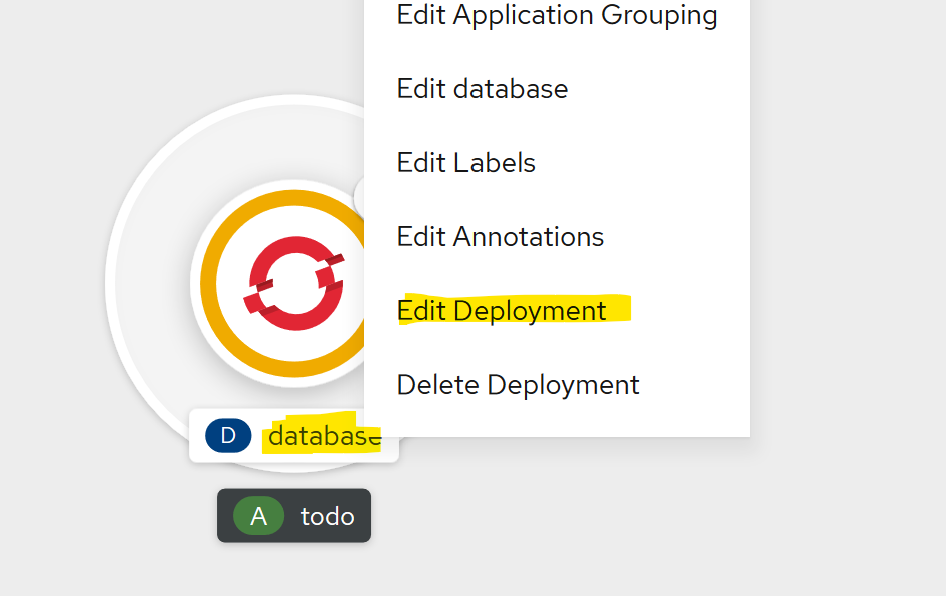 Edit Application Grouping
Edit database
Edit Labels
Edit Annotations
Edit Deployment
Delete Deployment
D database
A todo